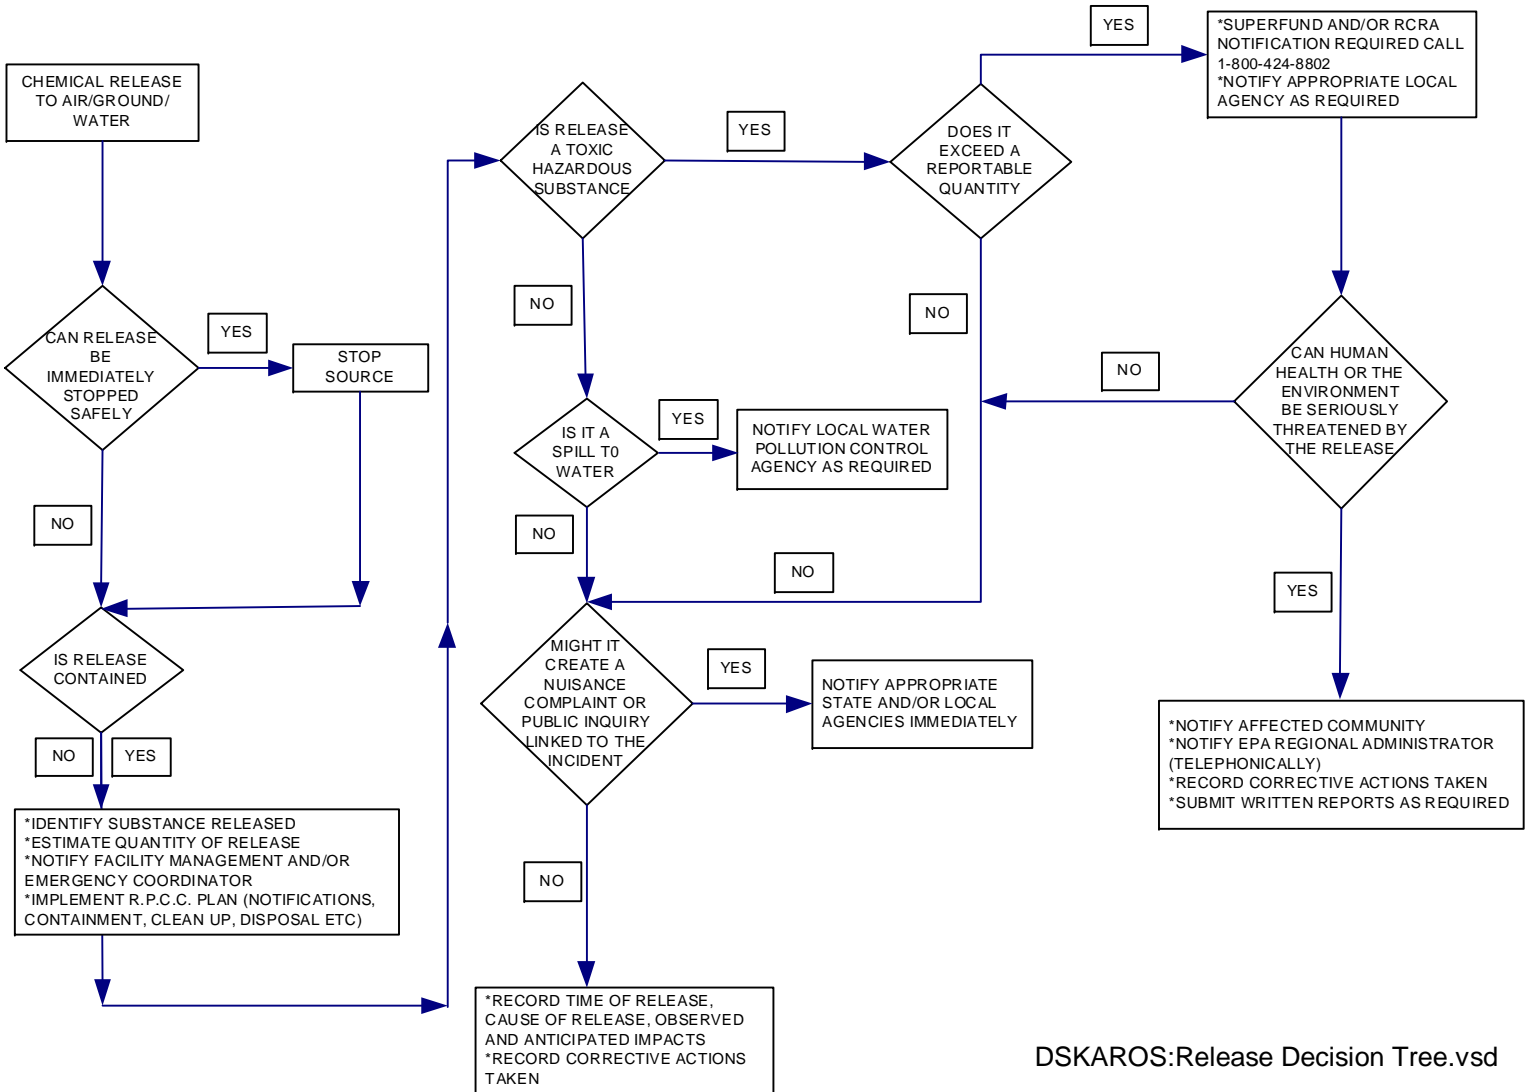 CHEMICAL RELEASE
TO AIR/GROUND/
WATER
CAN RELEASE
BE
IMMEDIATELY
STOPPED
SAFELY
YES
STOP
SOURCE
NO
IS RELEASE
CONTAINED
NO
YES
*IDENTIFY SUBSTANCE RELEASED
*ESTIMATE QUANTITY OF RELEASE
*NOTIFY FACILITY MANAGEMENT AND/OR
EMERGENCY COORDINATOR
*IMPLEMENT R.P.C.C. PLAN (NOTIFICATIONS,
CONTAINMENT, CLEAN UP, DISPOSAL ETC)
IS RELEASE
A TOXIC
HAZARDOUS
SUBSTANCE
YES
NO
IS IT A
SPILL T0
WATER
YES
NOTIFY LOCAL WATER
POLLUTION CONTROL
AGENCY AS REQUIRED
NO
NO
MIGHT IT
CREATE A
NUISANCE
COMPLAINT OR
PUBLIC INQUIRY
LINKED TO THE
INCIDENT
YES
NOTIFY APPROPRIATE
STATE AND/OR LOCAL
AGENCIES IMMEDIATELY
NO
*RECORD TIME OF RELEASE,
CAUSE OF RELEASE, OBSERVED
AND ANTICIPATED IMPACTS
*RECORD CORRECTIVE ACTIONS
TAKEN
DOES IT
EXCEED A
REPORTABLE
QUANTITY
YES
NO
*SUPERFUND AND/OR RCRA
NOTIFICATION REQUIRED CALL
1-800-424-8802
*NOTIFY APPROPRIATE LOCAL
AGENCY AS REQUIRED
CAN HUMAN
HEALTH OR THE
ENVIRONMENT
BE SERIOUSLY
THREATENED BY
THE RELEASE
NO
YES
*NOTIFY AFFECTED COMMUNITY
*NOTIFY EPA REGIONAL ADMINISTRATOR
(TELEPHONICALLY)
*RECORD CORRECTIVE ACTIONS TAKEN
*SUBMIT WRITTEN REPORTS AS REQUIRED
DSKAROS:Release Decision Tree.vsd